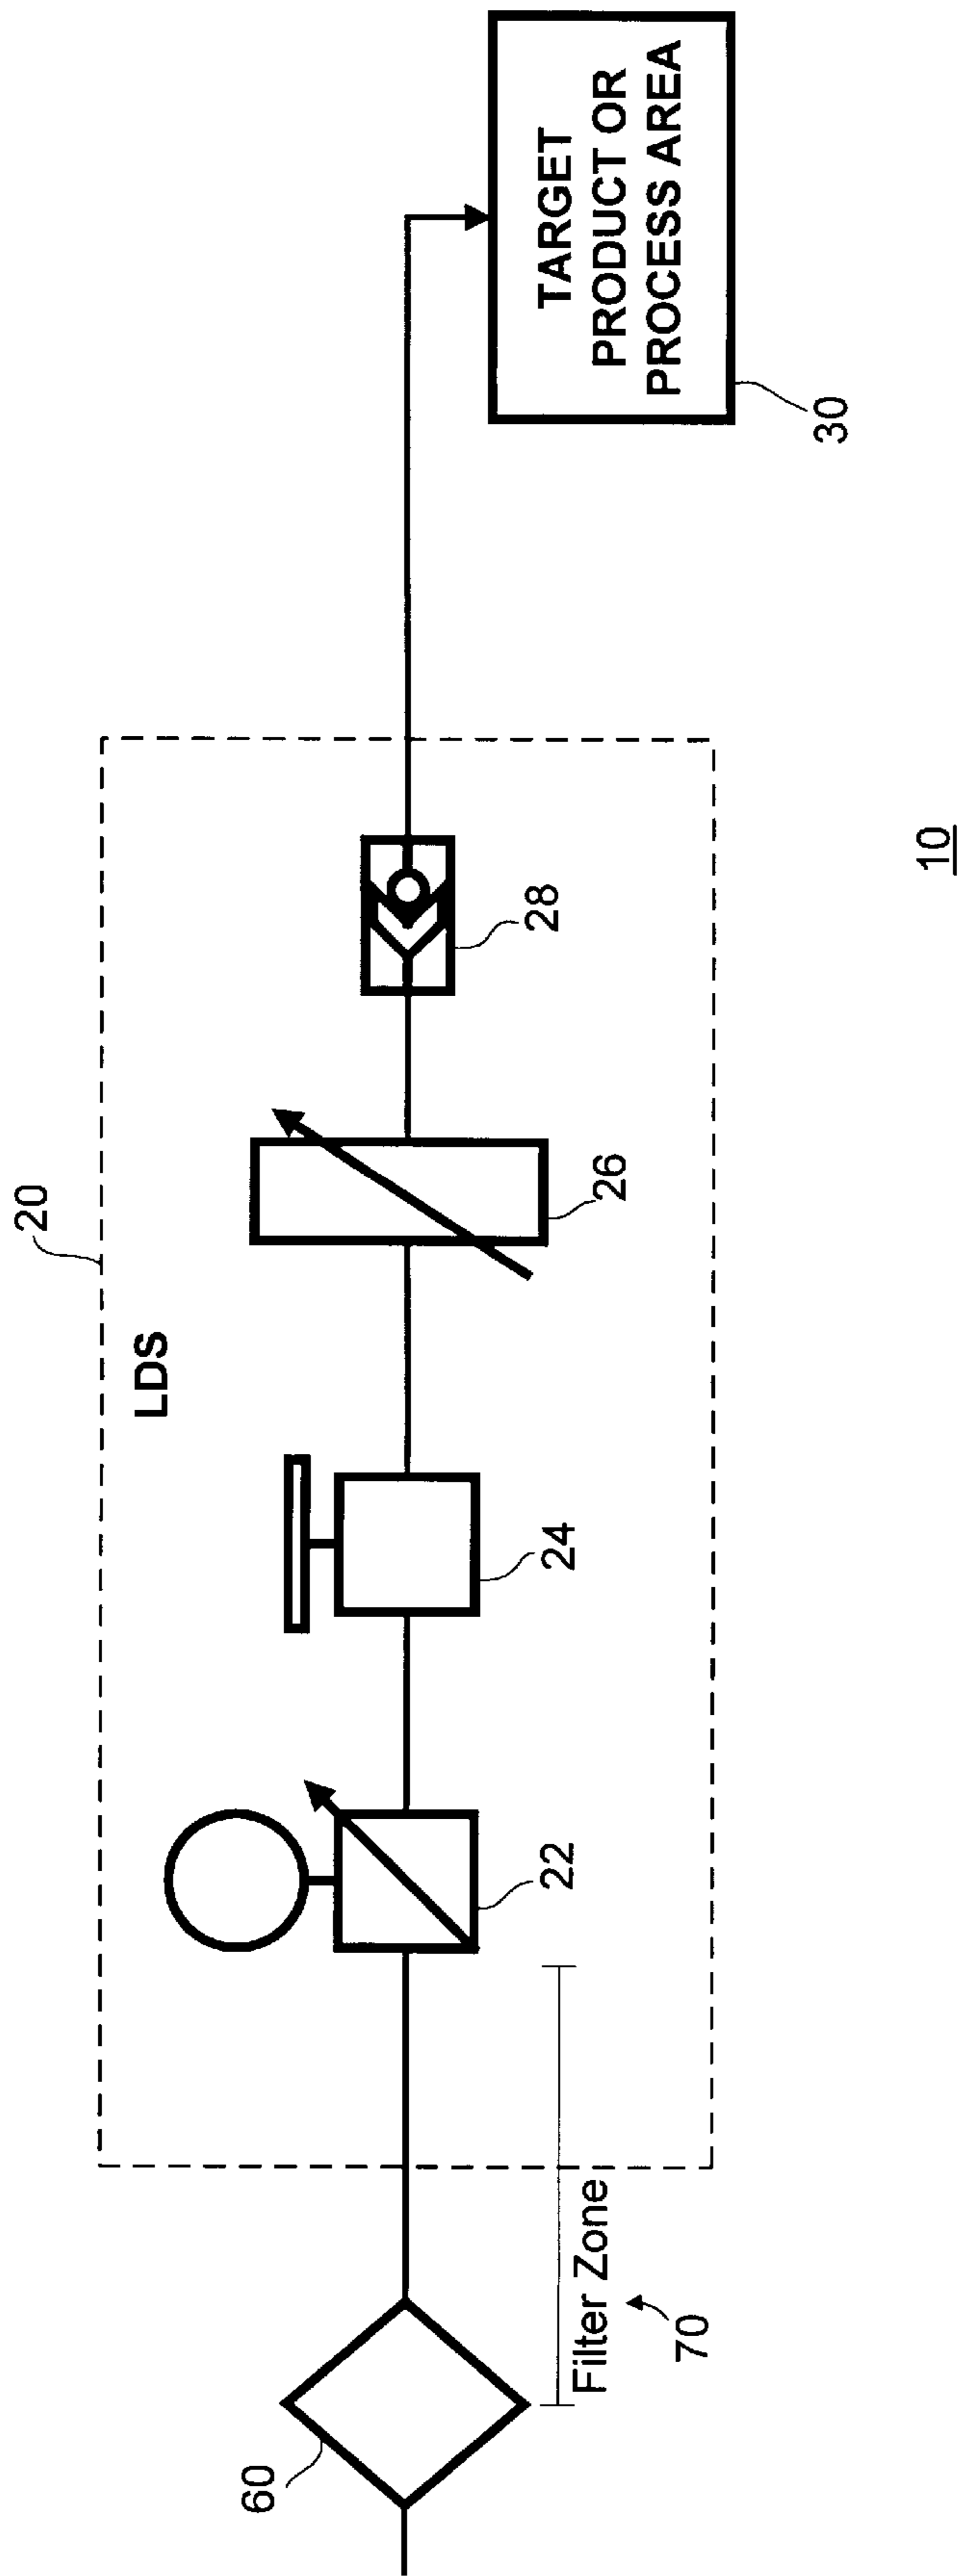 20
LDS
TARGET
PRODUCT OR
PROCESS AREA
30
60
22
24
26
28
Filter Zone
70
10